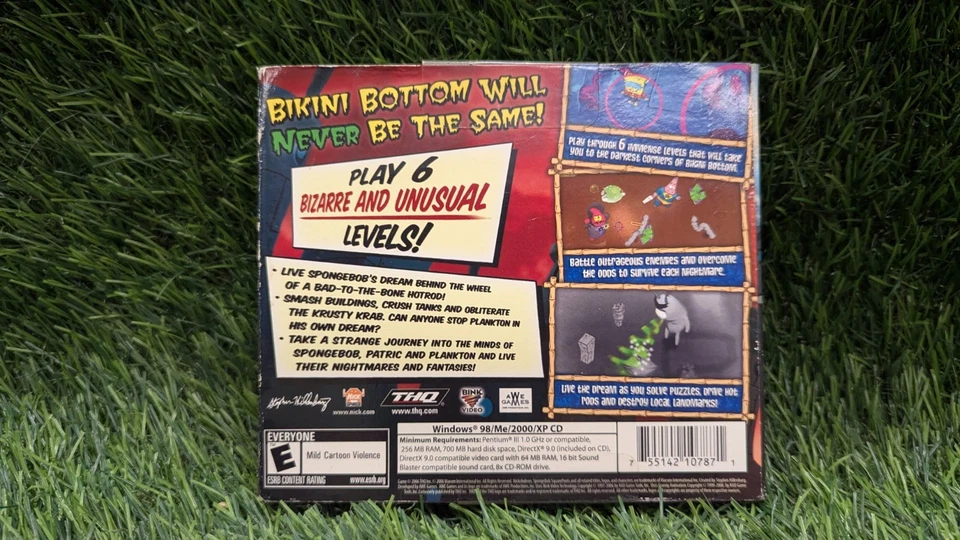 BIKINI BOTTOM WILL
NEVER BE THE SAME!
PLAY 6
BIZARRE AND UNUSUAL
LEVELS!
• LIVE SPONGEBOB'S DREAM BEHIND THE WHEEL
OF A BAD-TO-THE-BONE HOTROD!
• SMASH BUILDINGS, CRUSH TANKS AND OBLITERATE
THE KRUSTY KRAB. CAN ANYONE STOP PLANKTON IN
HIS OWN DREAM?
• TAKE A STRANGE JOURNEY INTO THE MINDS OF
SPONGEBOB, PATRIC AND PLANKTON AND LIVE
THEIR NIGHTMARES AND FANTASIES!
PLAY THROUGH 6 IMMENSE LEVELS THAT WILL TAKE
YOU TO THE DARKEST CORNERS OF BIKINI BOTTOM.
BATTLE OUTRAGEOUS ENEMIES AND OVERCOME
THE ODDS TO SURVIVE EACH NIGHTMARE.
LIVE THE DREAM AS YOU SOLVE PUZZLES, DRIVE HOT
RODS AND DESTROY LOCAL LANDMARKS!
Stephen Hillenburg
www.nick.com
THQ
www.thq.com
BINK
VIDEO
AWE
GAMES
EVERYONE
E
Mild Cartoon Violence
ESRB CONTENT RATING
www.esrb.org
Windows® 98/Me/2000/XP CD
Minimum Requirements: Pentium® III 1.0 GHz or compatible,
256 MB RAM, 700 MB hard disk space, DirectX® 9.0 (included on CD),
DirectX 9.0 compatible video card with 64 MB RAM, 16 bit Sound
Blaster compatible sound card, 8x CD-ROM drive.
7 55142 10787 1